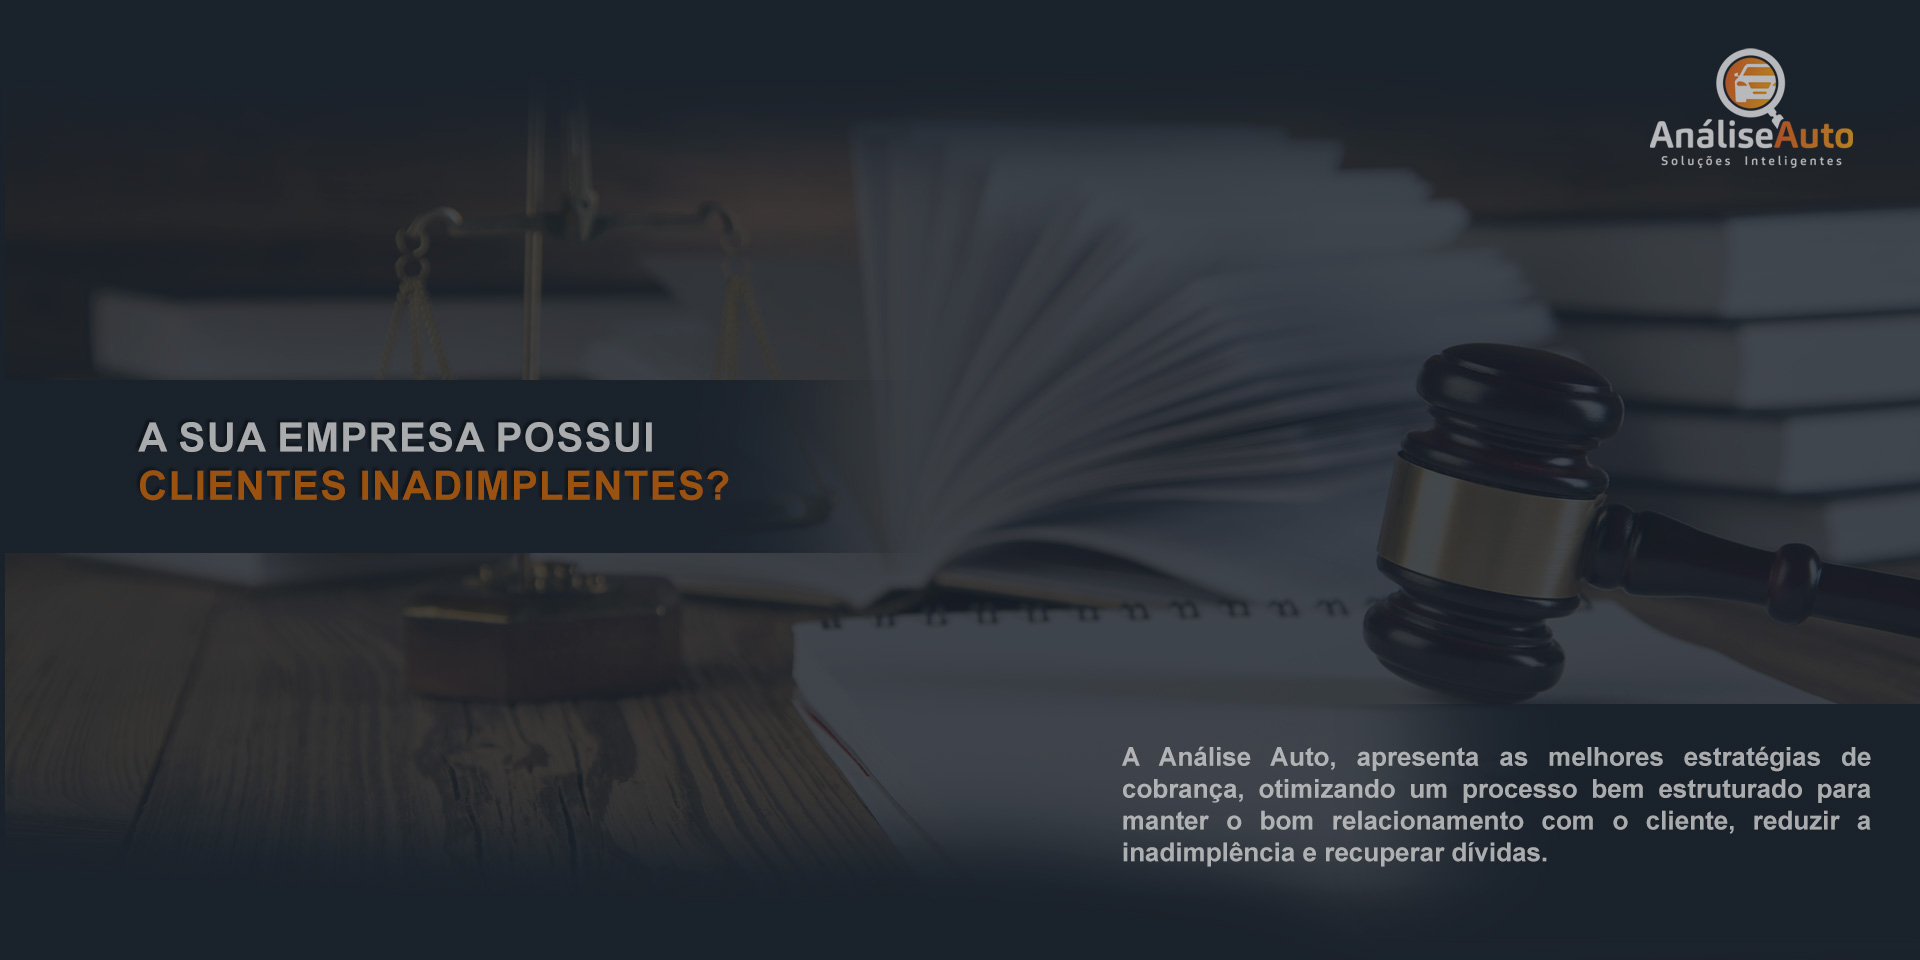 AnáliseAuto
Soluções Inteligentes
A SUA EMPRESA POSSUI
CLIENTES INADIMPLENTES?
A Análise Auto, apresenta as melhores estratégias de
cobrança, otimizando um processo bem estruturado para
manter o bom relacionamento com o cliente, reduzir a
inadimplência e recuperar dívidas.